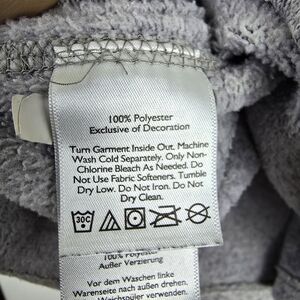 100% Polyester
Exclusive of Decoration
Turn Garment Inside Out. Machine
Wash Cold Separately. Only Non-
Chlorine Bleach As Needed. Do
Not Use Fabric Softeners. Tumble
Dry Low. Do Not Iron. Do Not
Dry Clean.
30C
100% Polyester
Außer Verzierung
Vor dem Waschen linke
Warenseite nach außen drehen.
Weichspüler verwenden